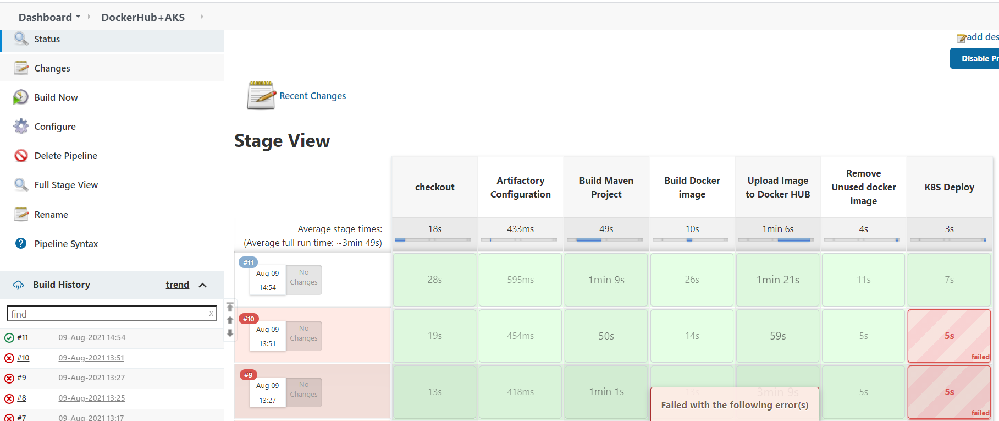 Dashboard DockerHub+AKS
Status
Changes
Build Now
Configure
Delete Pipeline
Full Stage View
Rename
Pipeline Syntax
Build History trend
find x
#11 09-Aug-2021 14:54
#10 09-Aug-2021 13:51
#9 09-Aug-2021 13:27
#8 09-Aug-2021 13:25
#7 09-Aug-2021 13:17
add des
Disable Pr
Recent Changes
Stage View
checkout
Artifactory
Configuration
Build Maven
Project
Build Docker
image
Upload Image
to Docker HUB
Remove
Unused docker
image
K8S Deploy
Average stage times:
(Average full run time: ~3min 49s)
18s 433ms 49s 10s 1min 6s 4s 3s
#11
Aug 09
14:54
No
Changes
28s 595ms 1min 9s 26s 1min 21s 11s 7s
#10
Aug 09
13:51
No
Changes
19s 454ms 50s 14s 59s 5s 5s
failed
#9
Aug 09
13:27
No
Changes
13s 418ms 1min 1s 13s 3min 9s 5s 5s
failed
Failed with the following error(s)